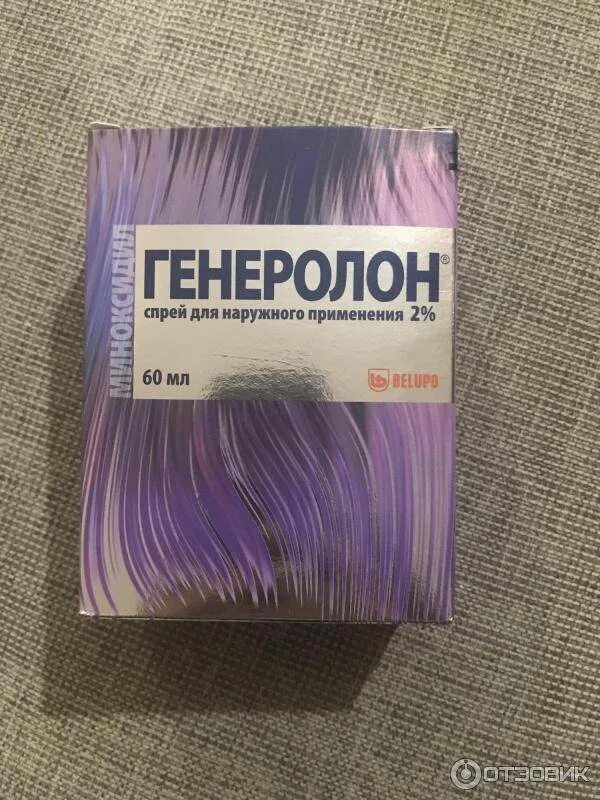 МИНОКСИДИЛ
ГЕНЕРОЛОН®
спрей для наружного применения 2%
60 мл
BELUPO
ОТЗОВИК